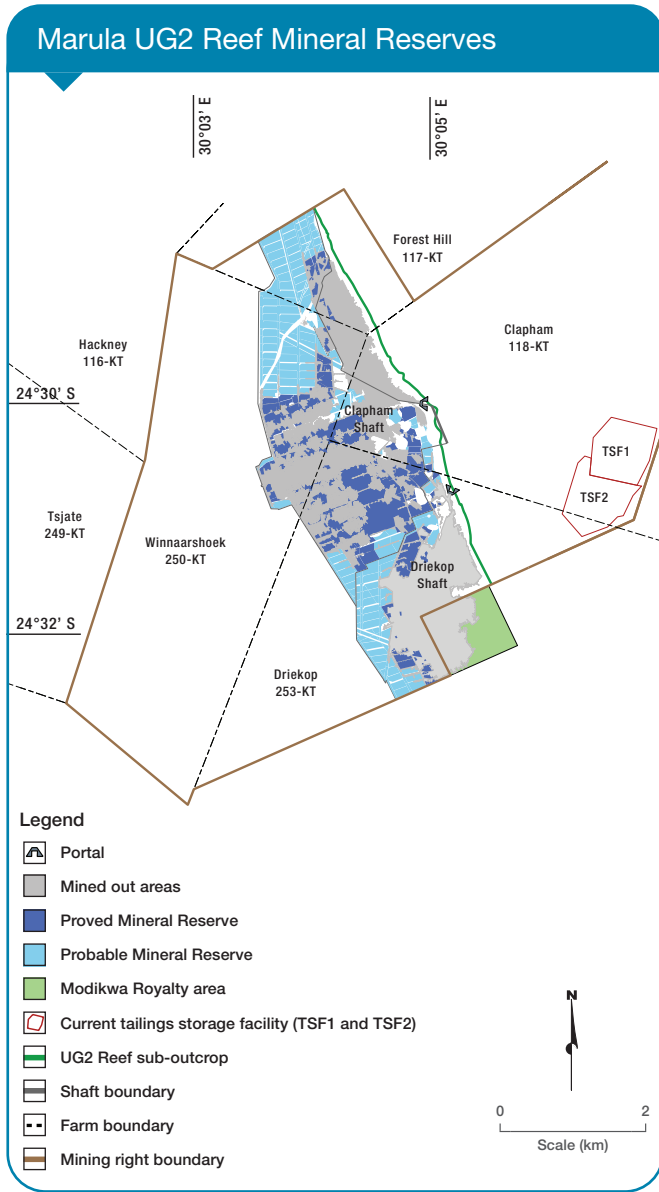 Marula UG2 Reef Mineral Reserves
30°03' E
30°05' E
Forest Hill
117-KT
Clapham
118-KT
Hackney
116-KT
24°30' S
Clapham
Shaft
TSF1
TSF2
Tsjate
249-KT
Winnaarshoek
250-KT
Driekop
Shaft
24°32' S
Driekop
253-KT
Legend
Portal
Mined out areas
Proved Mineral Reserve
Probable Mineral Reserve
Modikwa Royalty area
Current tailings storage facility (TSF1 and TSF2)
UG2 Reef sub-outcrop
Shaft boundary
Farm boundary
Mining right boundary
N
0 2
Scale (km)